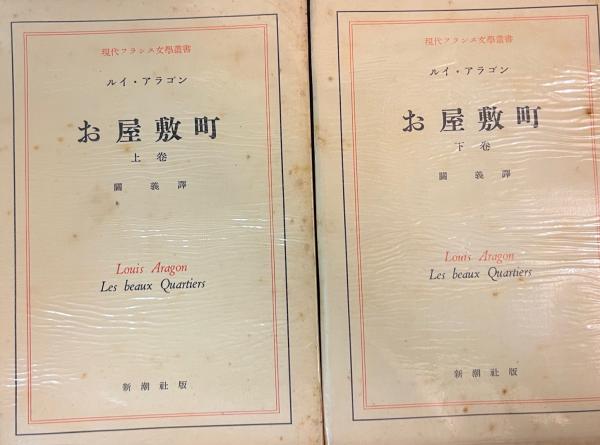 現代フランス文學叢書
ルイ・アラゴン
お屋敷町
上巻
關義譯
Louis Aragon
Les beaux Quartiers
新潮社版
現代フランス文學叢書
ルイ・アラゴン
お屋敷町
下巻
關義譯
Louis Aragon
Les beaux Quartiers
新潮社版